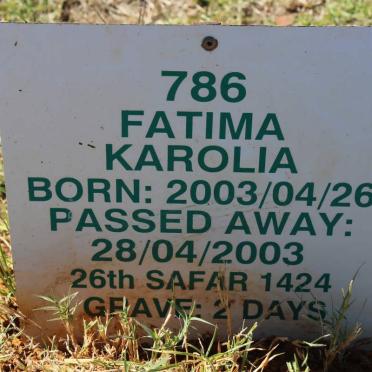 786
FATIMA
KAROLIA
BORN: 2003/04/26
PASSED AWAY:
28/04/2003
26th SAFAR 1424
GRAVE: 2 DAYS